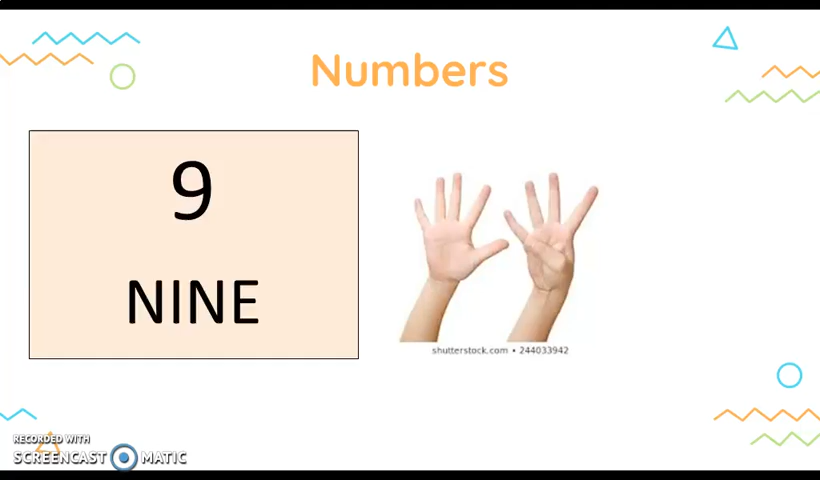 Numbers
9
NINE
shutterstock.com • 244033942
RECORDED WITH
SCREENCAST MATIC